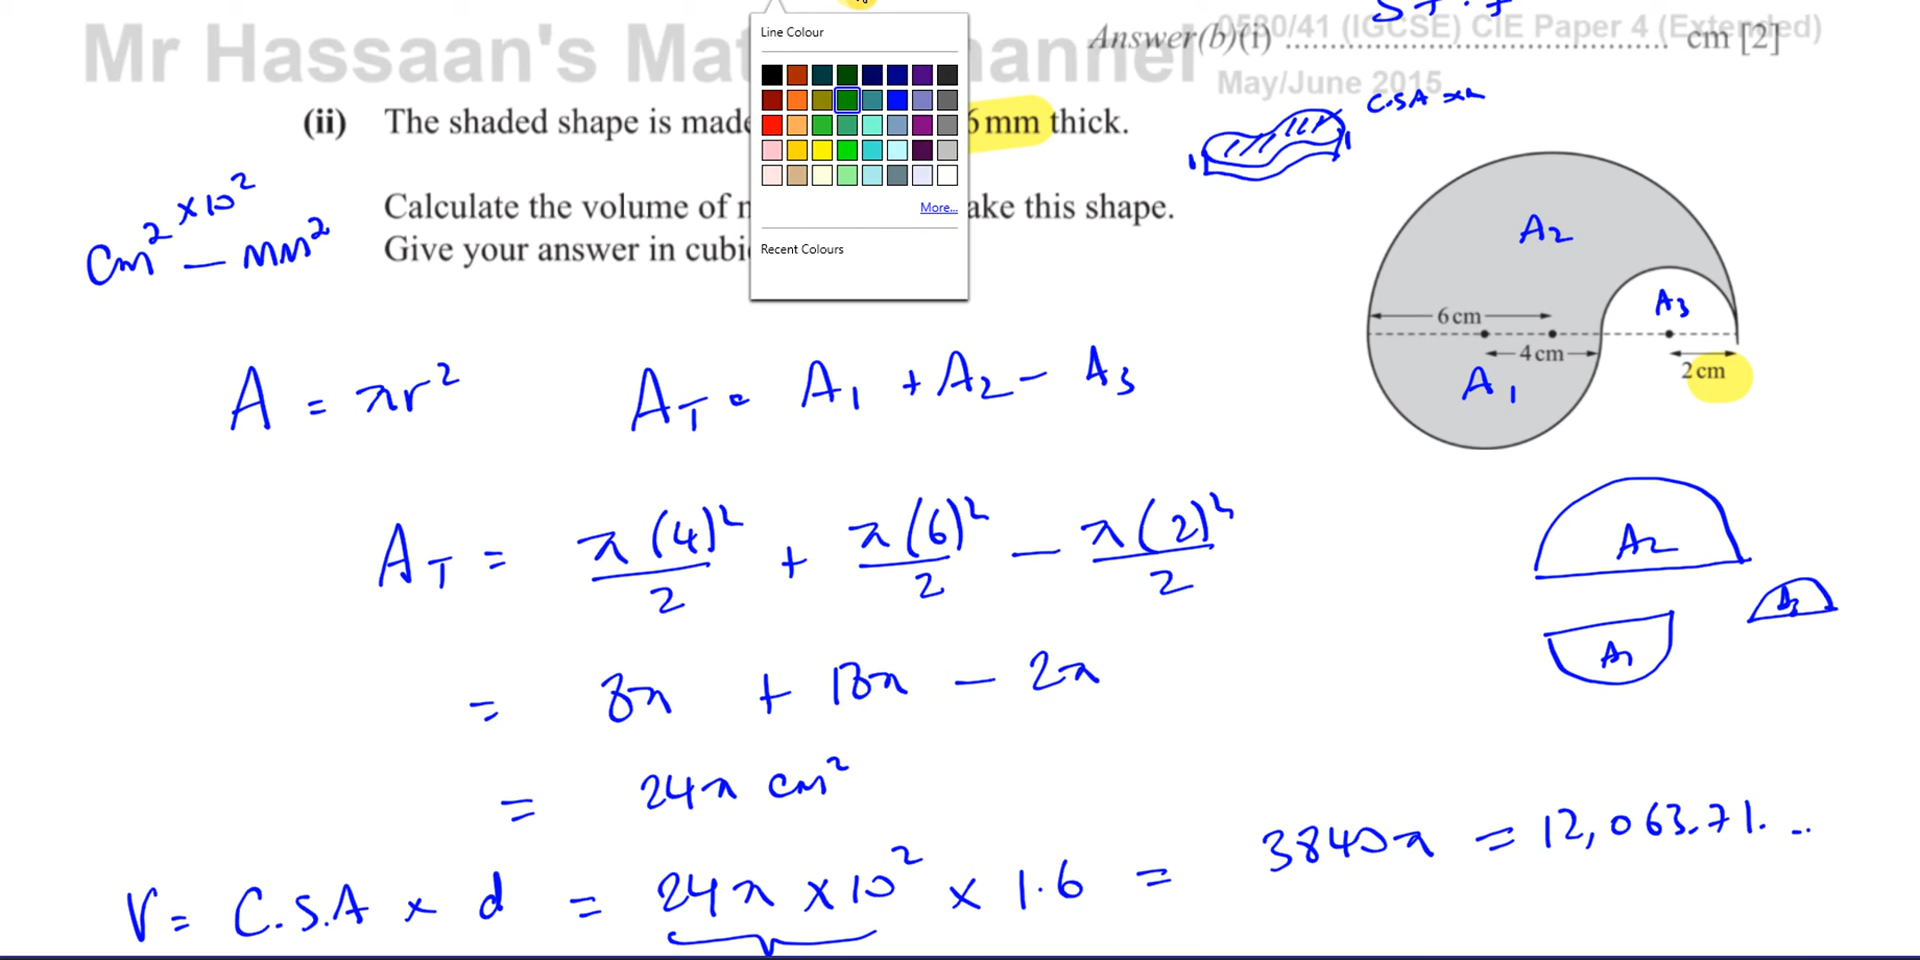 Mr Hassaan's Mat hannel
0580/41 (IGCSE) CIE Paper 4 (Extended)
May/June 2015
Answer(b)(i) ........ cm [2]
Line Colour
More...
Recent Colours
(ii) The shaded shape is made 6 mm thick.
C.S.A x
Calculate the volume of m ake this shape.
Give your answer in cubi
cm² ×10² — mm²
A2
A3
6 cm
4 cm
2 cm
A1
A = πr² AT = A1 + A2 − A3
AT = π(4)²/2 + π(6)²/2 − π(2)²/2
A2
A3
A1
= 8π + 18π − 2π
= 24π cm²
V = C.S.A × d = 24π × 10² × 1.6 = 3840π = 12,063.71...